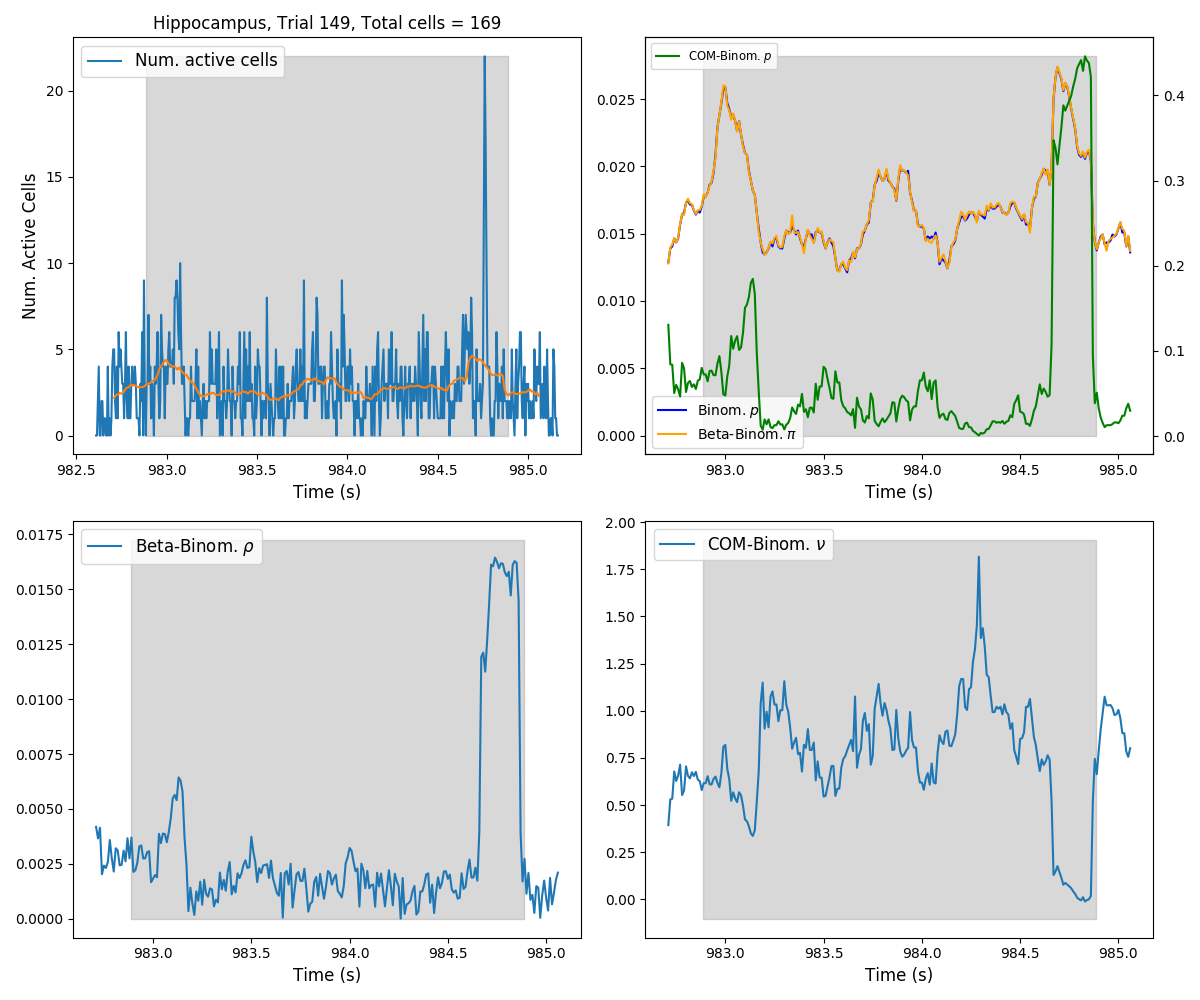 Hippocampus, Trial 149, Total cells = 169
Num. active cells
Num. Active Cells
20
15
10
5
0
982.5 983.0 983.5 984.0 984.5 985.0
Time (s)
COM-Binom. p
0.025
0.020
0.015
0.010
0.005
0.000
0.4
0.3
0.2
0.1
0.0
Binom. p
Beta-Binom. π
983.0 983.5 984.0 984.5 985.0
Time (s)
Beta-Binom. ρ
0.0175
0.0150
0.0125
0.0100
0.0075
0.0050
0.0025
0.0000
983.0 983.5 984.0 984.5 985.0
Time (s)
COM-Binom. ν
2.00
1.75
1.50
1.25
1.00
0.75
0.50
0.25
0.00
983.0 983.5 984.0 984.5 985.0
Time (s)